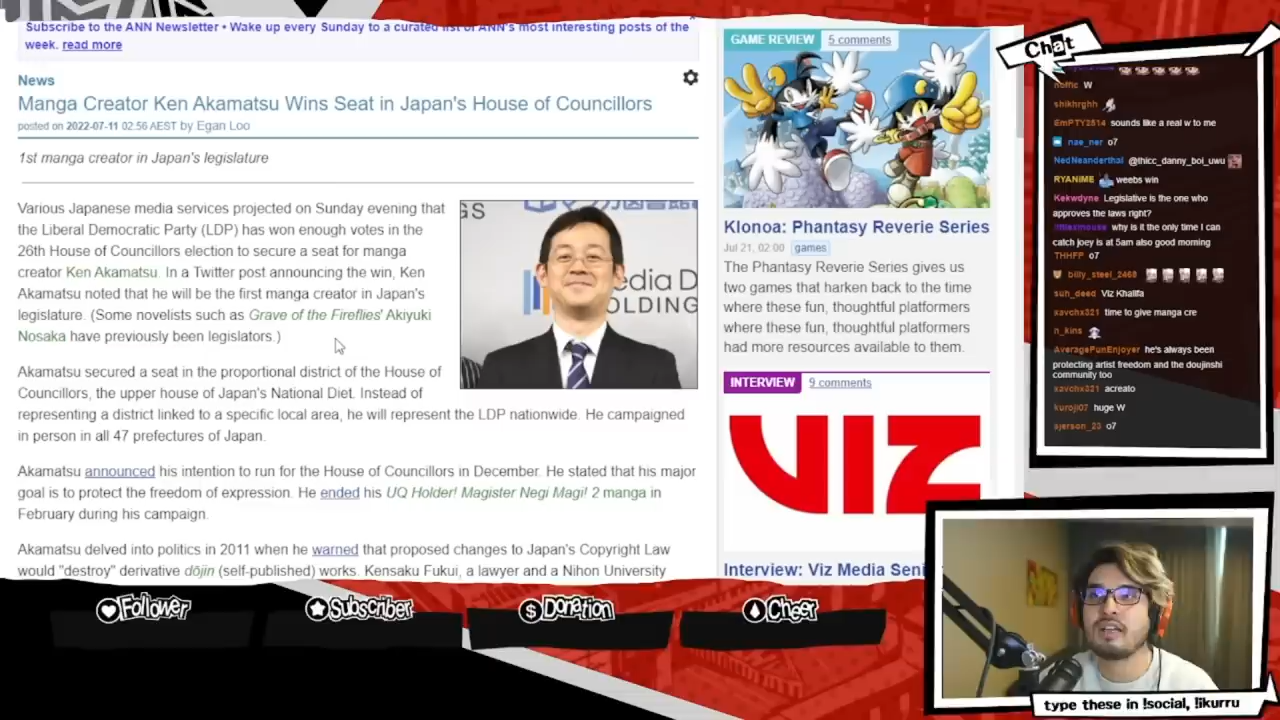 Subscribe to the ANN Newsletter • Wake up every Sunday to a curated list of ANN's most interesting posts of the
week. read more
News
Manga Creator Ken Akamatsu Wins Seat in Japan's House of Councillors
posted on 2022-07-11 02:56 AEST by Egan Loo
1st manga creator in Japan's legislature
Various Japanese media services projected on Sunday evening that
the Liberal Democratic Party (LDP) has won enough votes in the
26th House of Councillors election to secure a seat for manga
creator Ken Akamatsu. In a Twitter post announcing the win, Ken
Akamatsu noted that he will be the first manga creator in Japan's
legislature. (Some novelists such as Grave of the Fireflies' Akiyuki
Nosaka have previously been legislators.)
GS
edia D
OLDING
Akamatsu secured a seat in the proportional district of the House of
Councillors, the upper house of Japan's National Diet. Instead of
representing a district linked to a specific local area, he will represent the LDP nationwide. He campaigned
in person in all 47 prefectures of Japan.
Akamatsu announced his intention to run for the House of Councillors in December. He stated that his major
goal is to protect the freedom of expression. He ended his UQ Holder! Magister Negi Magi! 2 manga in
February during his campaign.
Akamatsu delved into politics in 2011 when he warned that proposed changes to Japan's Copyright Law
would "destroy" derivative dōjin (self-published) works. Kensaku Fukui, a lawyer and a Nihon University
GAME REVIEW 5 comments
Klonoa: Phantasy Reverie Series
Jul 21, 02:00 games
The Phantasy Reverie Series gives us
two games that harken back to the time
where these fun, thoughtful platformers
where these fun, thoughtful platformers
had more resources available to them.
INTERVIEW 9 comments
VIZ
Interview: Viz Media Seni
Chat
noffic W
shikhrghh
EmPTY2514 sounds like a real w to me
nae_ner o7
NedNeanderthal @thicc_danny_boi_uwu
RYANIME weebs win
Kekwdyne Legislative is the one who
approves the laws right?
why is it the only time I can
catch joey is at 5am also good morning
THHFP o7
billy_steel_2468
suh_deed Viz Khalifa
xavchx321 time to give manga cre
n_kins
AveragePunEnjoyer he's always been
protecting artist freedom and the doujinshi
community too
xavchx321 acreato
kuroji07 huge W
ajerson_23 o7
Follower
Subscriber
Donation
Cheer
type these in !social, !ikurru